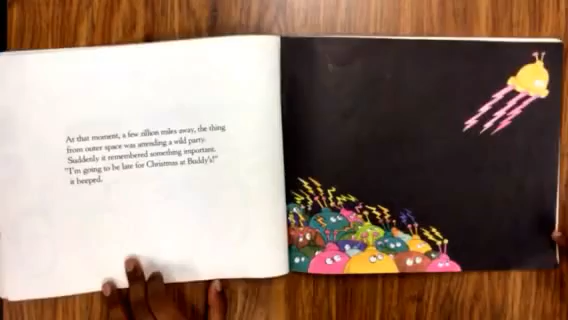 At that moment, a few zillion miles away, the thing
from outer space was attending a wild party.
Suddenly it remembered something important.
"I'm going to be late for Christmas at Buddy's!"
it beeped.